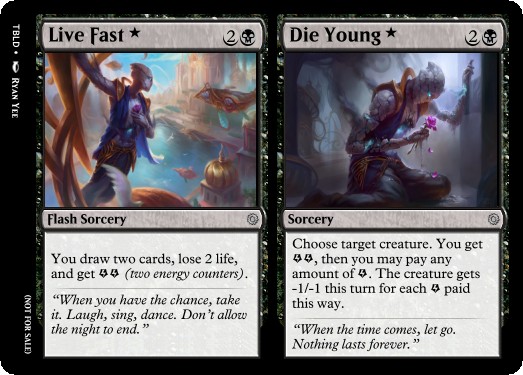 TBLD • Ryan Yee
(NOT FOR SALE)
Live Fast ★ 2
Flash Sorcery
You draw two cards, lose 2 life,
and get (two energy counters).
“When you have the chance, take
it. Laugh, sing, dance. Don’t allow
the night to end.”
Die Young ★ 2
Sorcery
Choose target creature. You get
, then you may pay any
amount of . The creature gets
-1/-1 this turn for each paid
this way.
“When the time comes, let go.
Nothing lasts forever.”